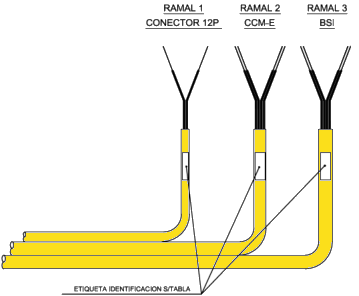 RAMAL 1
CONECTOR 12P
RAMAL 2
CCM-E
RAMAL 3
BSI
ETIQUETA IDENTIFICACION S/TABLA